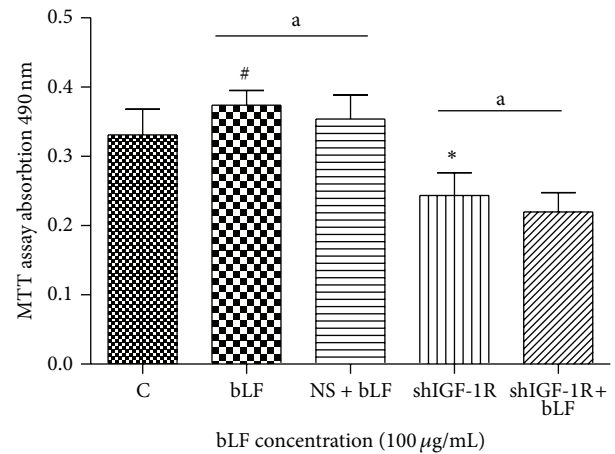 MTT assay absorbtion 490 nm
0.5
0.4
0.3
0.2
0.1
0.0
a
#
a
*
C
bLF
NS + bLF
shIGF-1R
shIGF-1R+
bLF
bLF concentration (100 μg/mL)